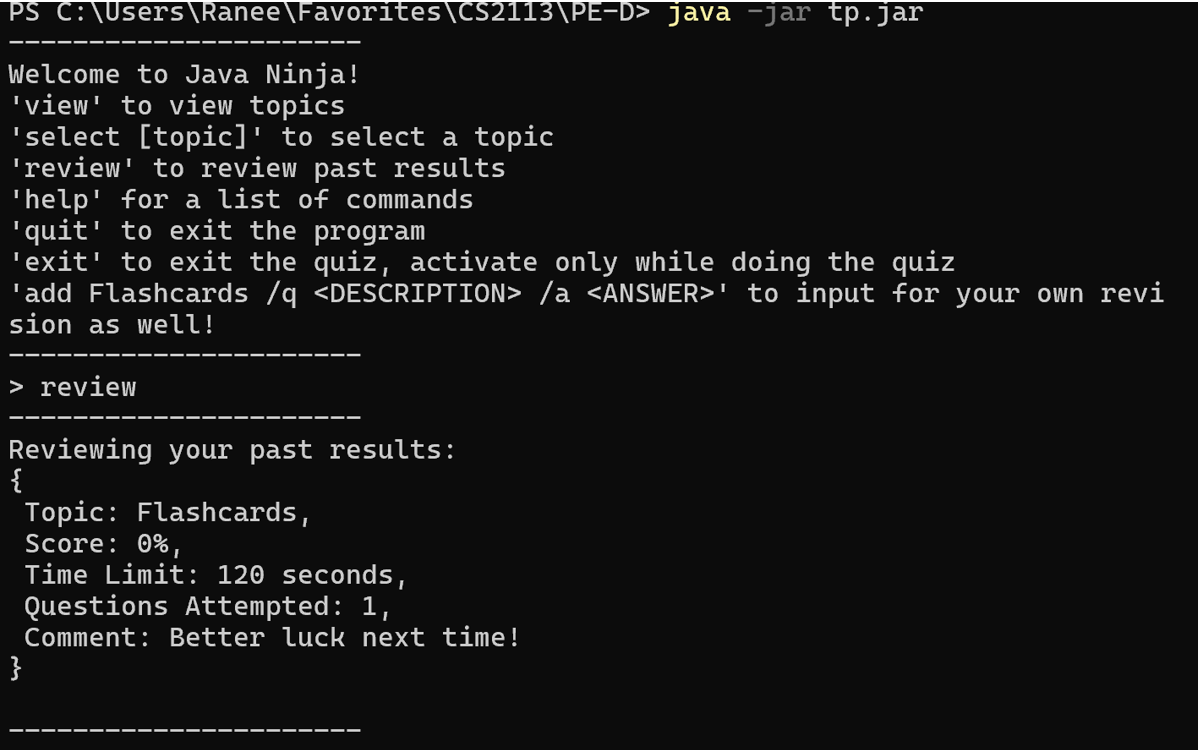 PS C:\Users\Ranee\Favorites\CS2113\PE-D> java -jar tp.jar
----------------------
Welcome to Java Ninja!
'view' to view topics
'select [topic]' to select a topic
'review' to review past results
'help' for a list of commands
'quit' to exit the program
'exit' to exit the quiz, activate only while doing the quiz
'add Flashcards /q <DESCRIPTION> /a <ANSWER>' to input for your own revi
sion as well!
----------------------
> review
----------------------
Reviewing your past results:
{
 Topic: Flashcards,
 Score: 0%,
 Time Limit: 120 seconds,
 Questions Attempted: 1,
 Comment: Better luck next time!
}
----------------------